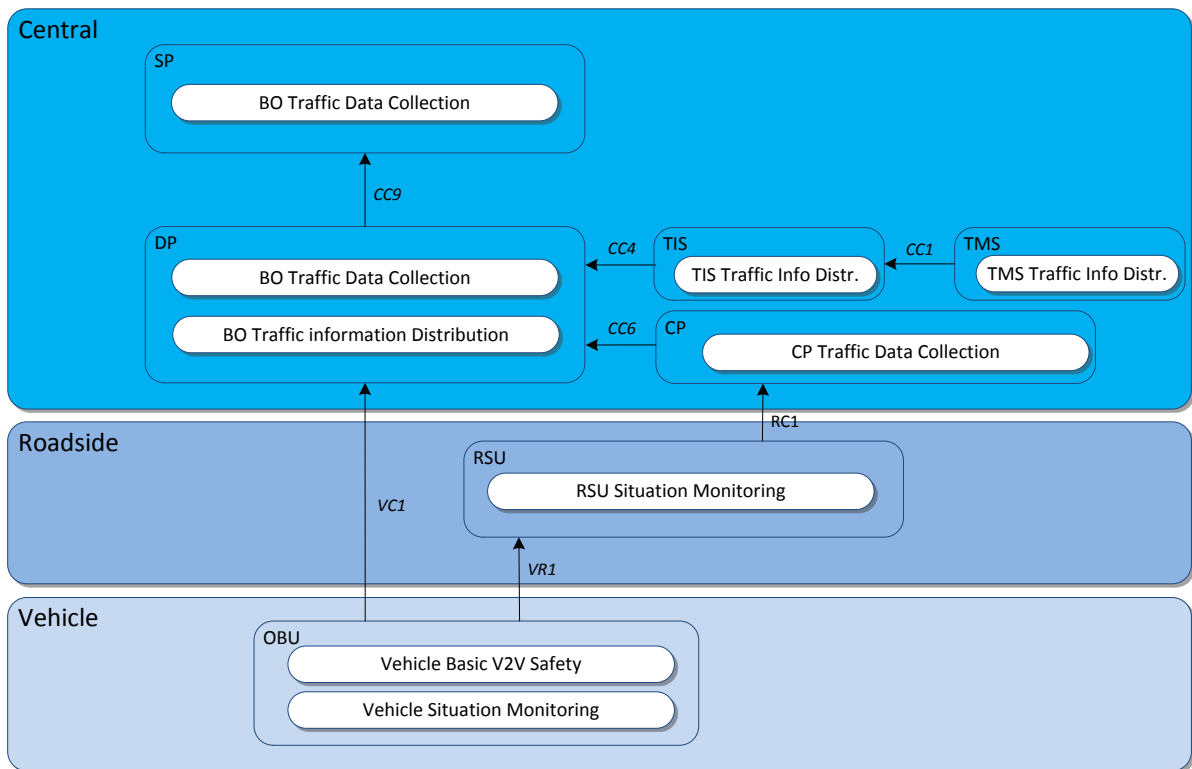 Central
SP
BO Traffic Data Collection
CC9
DP
BO Traffic Data Collection
BO Traffic information Distribution
CC4
TIS
TIS Traffic Info Distr.
CC1
TMS
TMS Traffic Info Distr.
CC6
CP
CP Traffic Data Collection
Roadside
RC1
RSU
RSU Situation Monitoring
VC1
VR1
Vehicle
OBU
Vehicle Basic V2V Safety
Vehicle Situation Monitoring